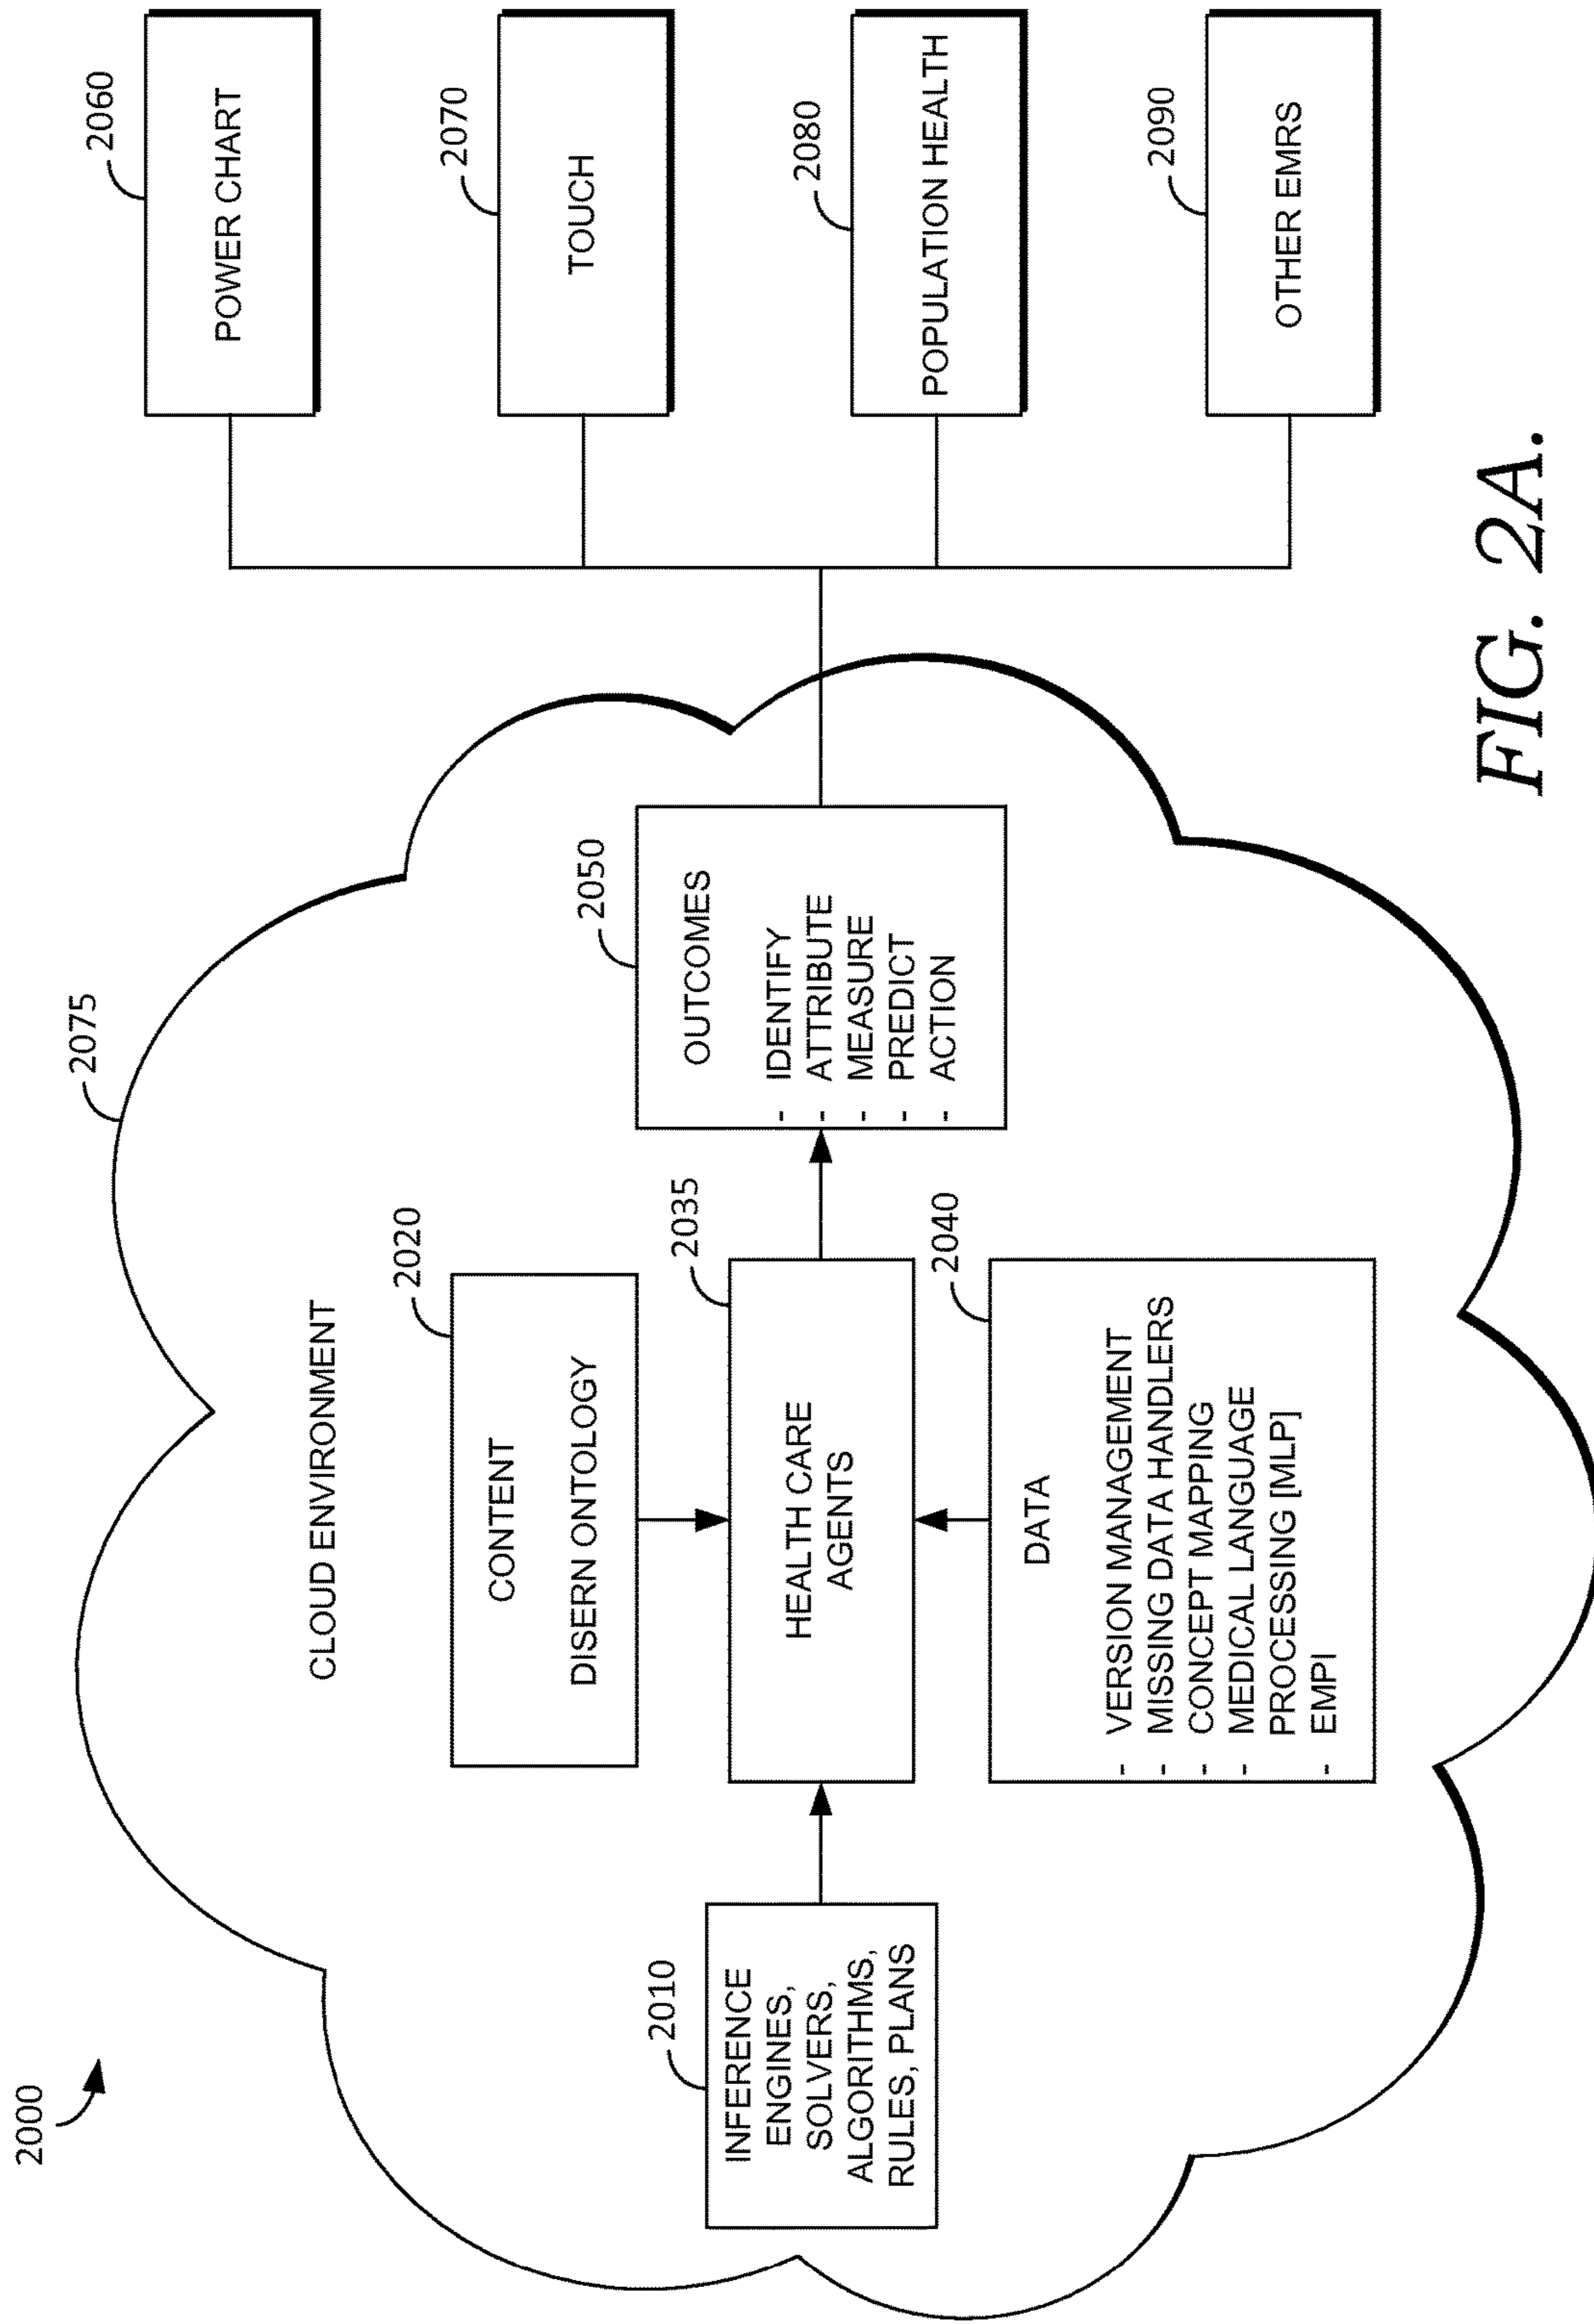 2000
2075
CLOUD ENVIRONMENT
2010
INFERENCE
ENGINES,
SOLVERS,
ALGORITHMS,
RULES, PLANS
2020
CONTENT
DISERN ONTOLOGY
2035
HEALTH CARE
AGENTS
2040
DATA
- VERSION MANAGEMENT
- MISSING DATA HANDLERS
- CONCEPT MAPPING
- MEDICAL LANGUAGE
PROCESSING [MLP]
- EMPI
2050
OUTCOMES
- IDENTIFY
- ATTRIBUTE
- MEASURE
- PREDICT
- ACTION
2060
POWER CHART
2070
TOUCH
2080
POPULATION HEALTH
2090
OTHER EMRS
FIG. 2A.